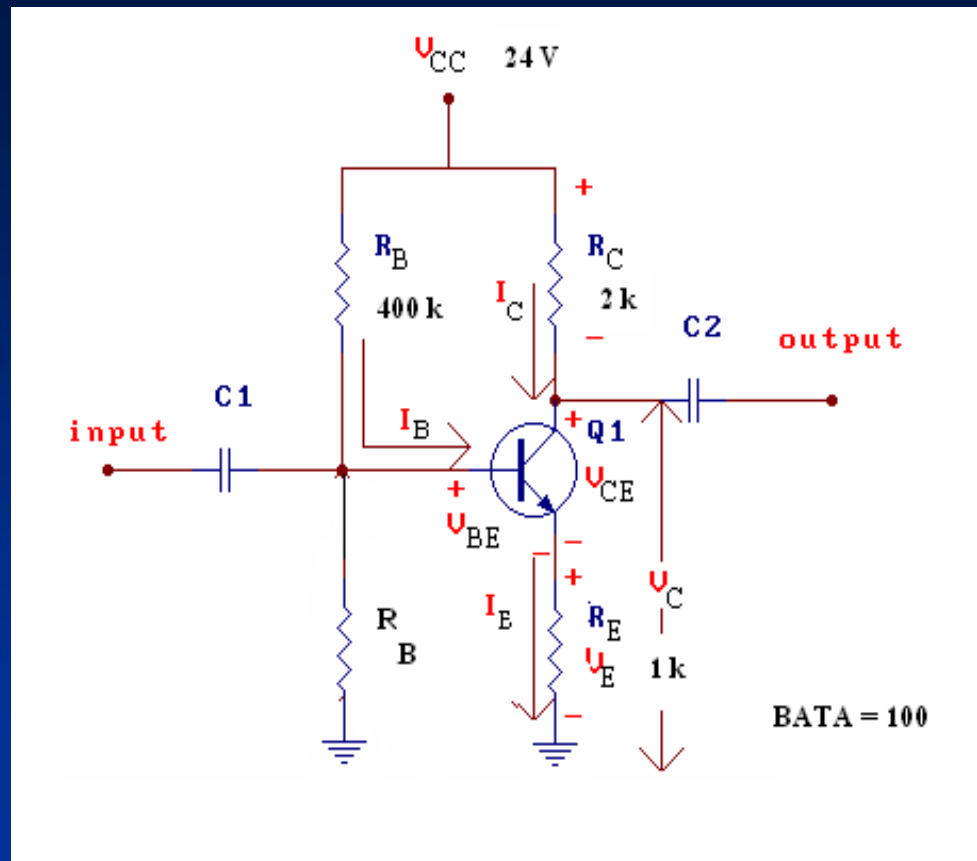 VCC 24 V
+
RB
RC
400 k
IC
2 k
−
C2
output
C1
IB
+
Q1
input
+
VCE
VBE
−
−
+
VC
IE
R
B
RE
VE
1 k
−
BATA = 100